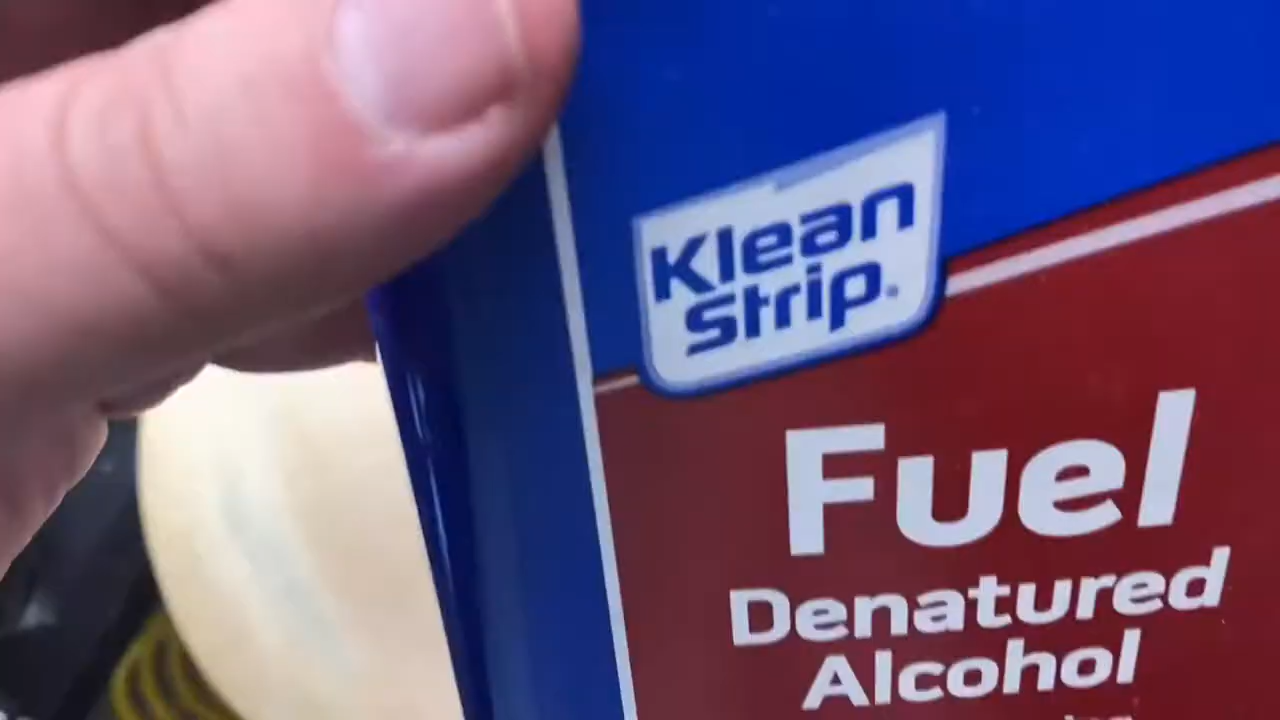 Klean
Strip.
Fuel
Denatured
Alcohol